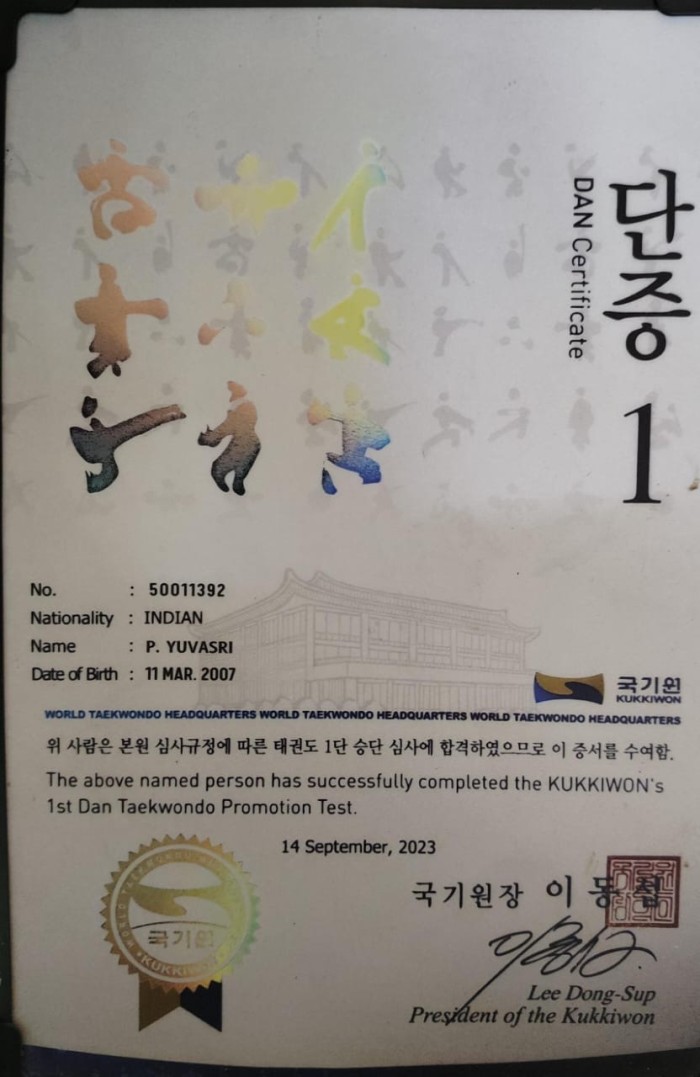 단증
DAN Certificate
1
No. : 50011392
Nationality : INDIAN
Name : P. YUVASRI
Date of Birth : 11 MAR. 2007
국기원
KUKKIWON
WORLD TAEKWONDO HEADQUARTERS WORLD TAEKWONDO HEADQUARTERS WORLD TAEKWONDO HEADQUARTERS
위 사람은 본원 심사규정에 따른 태권도 1단 승단 심사에 합격하였으므로 이 증서를 수여함.
The above named person has successfully completed the KUKKIWON's
1st Dan Taekwondo Promotion Test.
14 September, 2023
국기원장 이동섭
Lee Dong-Sup
President of the Kukkiwon
국기원
KUKKIWON